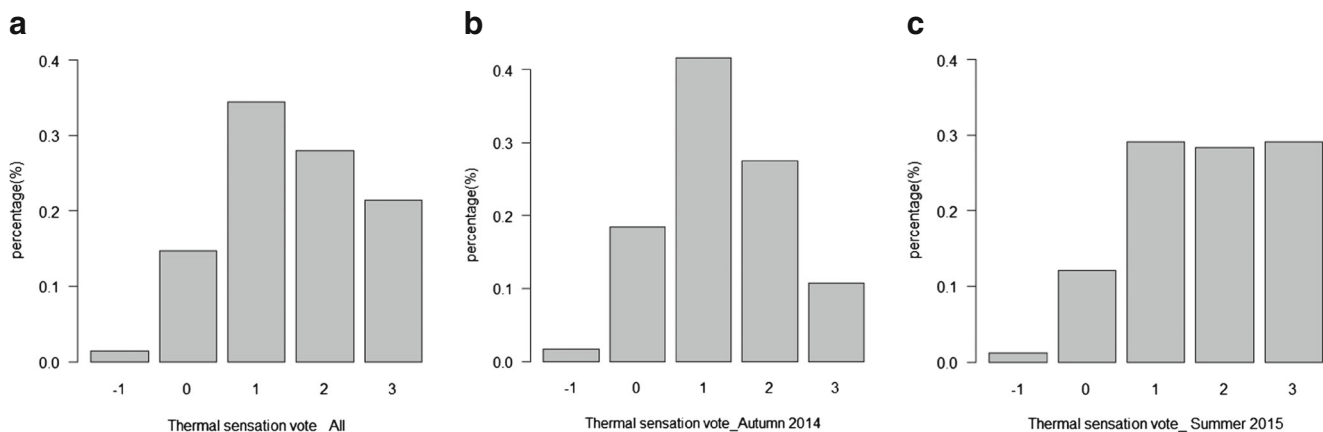 a
0.4
0.3
0.2
0.1
0.0
percentage(%)
-1 0 1 2 3
Thermal sensation vote All
b
0.4
0.3
0.2
0.1
0.0
percentage(%)
-1 0 1 2 3
Thermal sensation vote_Autumn 2014
c
0.4
0.3
0.2
0.1
0.0
percentage(%)
-1 0 1 2 3
Thermal sensation vote_ Summer 2015